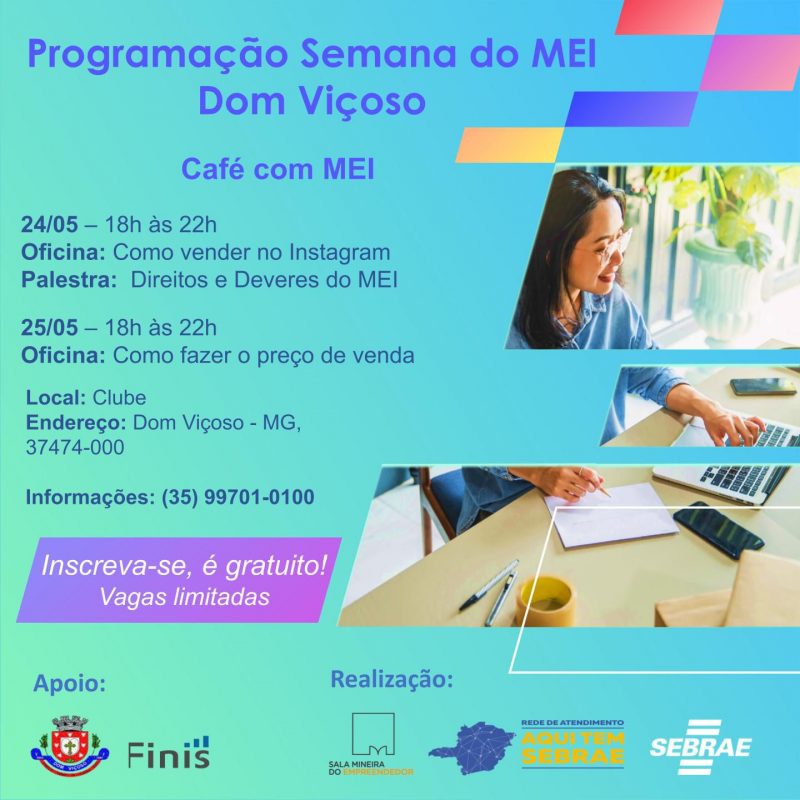 Programação Semana do MEI
Dom Viçoso
Café com MEI
24/05 – 18h às 22h
Oficina: Como vender no Instagram
Palestra: Direitos e Deveres do MEI
25/05 – 18h às 22h
Oficina: Como fazer o preço de venda
Local: Clube
Endereço: Dom Viçoso - MG,
37474-000
Informações: (35) 99701-0100
Inscreva-se, é gratuito!
Vagas limitadas
Apoio:
Realização:
DOM VIÇOSO
Finis
SALA MINEIRA
DO EMPREENDEDOR
REDE DE ATENDIMENTO
AQUI TEM
SEBRAE
SEBRAE